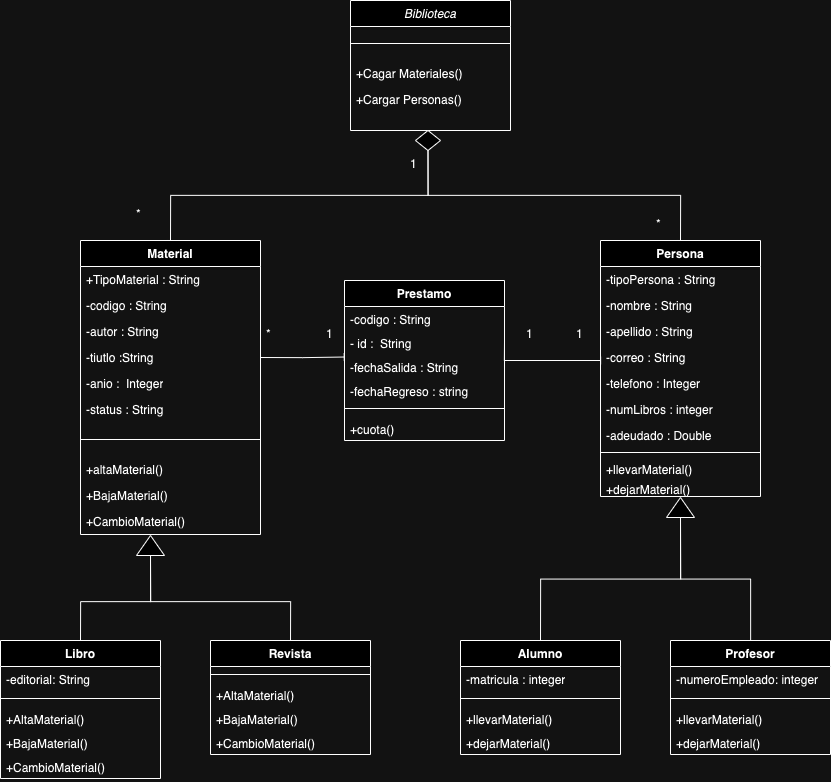 Biblioteca
+Cagar Materiales()
+Cargar Personas()
1
*
*
Material
+TipoMaterial : String
-codigo : String
-autor : String
-tiutlo :String
-anio : Integer
-status : String
+altaMaterial()
+BajaMaterial()
+CambioMaterial()
*
1
Prestamo
-codigo : String
- id : String
-fechaSalida : String
-fechaRegreso : string
+cuota()
1
1
Persona
-tipoPersona : String
-nombre : String
-apellido : String
-correo : String
-telefono : Integer
-numLibros : integer
-adeudado : Double
+llevarMaterial()
+dejarMaterial()
Libro
-editorial: String
+AltaMaterial()
+BajaMaterial()
+CambioMaterial()
Revista
+AltaMaterial()
+BajaMaterial()
+CambioMaterial()
Alumno
-matricula : integer
+llevarMaterial()
+dejarMaterial()
Profesor
-numeroEmpleado: integer
+llevarMaterial()
+dejarMaterial()